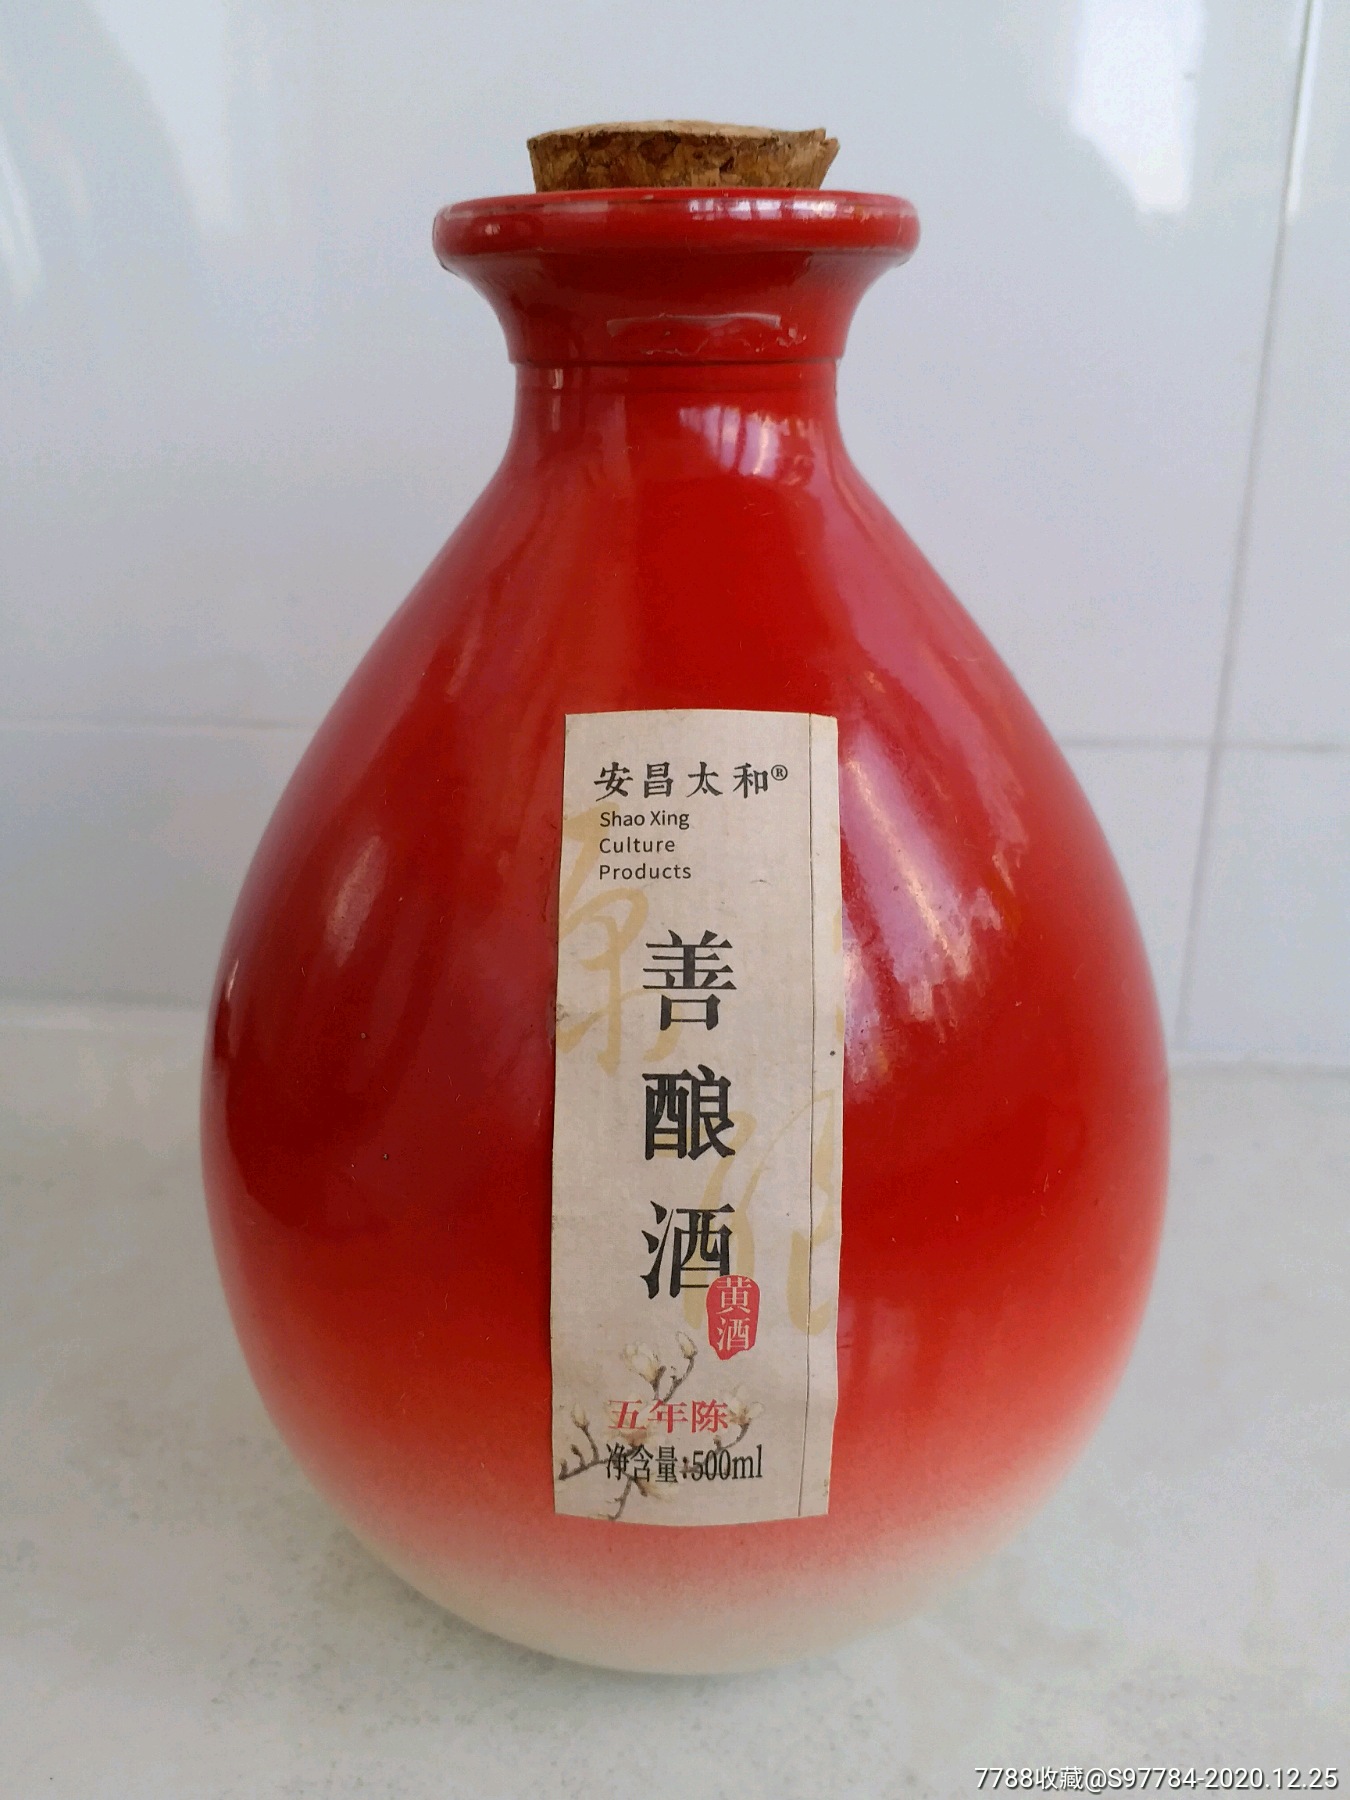 安昌太和®
Shao Xing
Culture
Products
善酿酒
黄酒
五年陈
净含量:500ml
7788收藏@S97784-2020.12.25